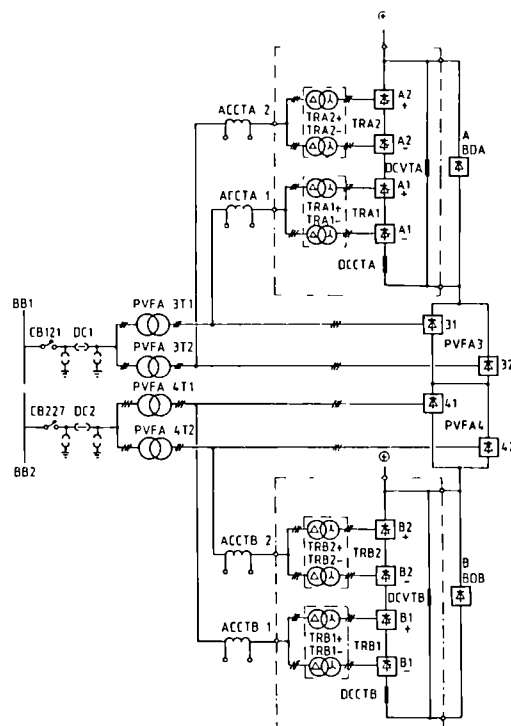 +
ACCTA 2
TRA2+
TRA2-
TRA2
A2
+
A2
-
A
BDA
DCVTA
ACCTA 1
TRA1+
TRA1-
TRA1
A1
+
A1
-
DCCTA
BB1
CB121
DC1
PVFA 3T1
PVFA 3T2
31
PVFA3
32
PVFA 4T1
CB227
DC2
PVFA 4T2
BB2
41
PVFA4
42
+
ACCTB 2
TRB2+
TRB2-
TRB2
B2
+
B2
-
DCVTB
B
BDB
ACCTB 1
TRB1+
TRB1-
TRB1
B1
+
B1
-
DCCTB